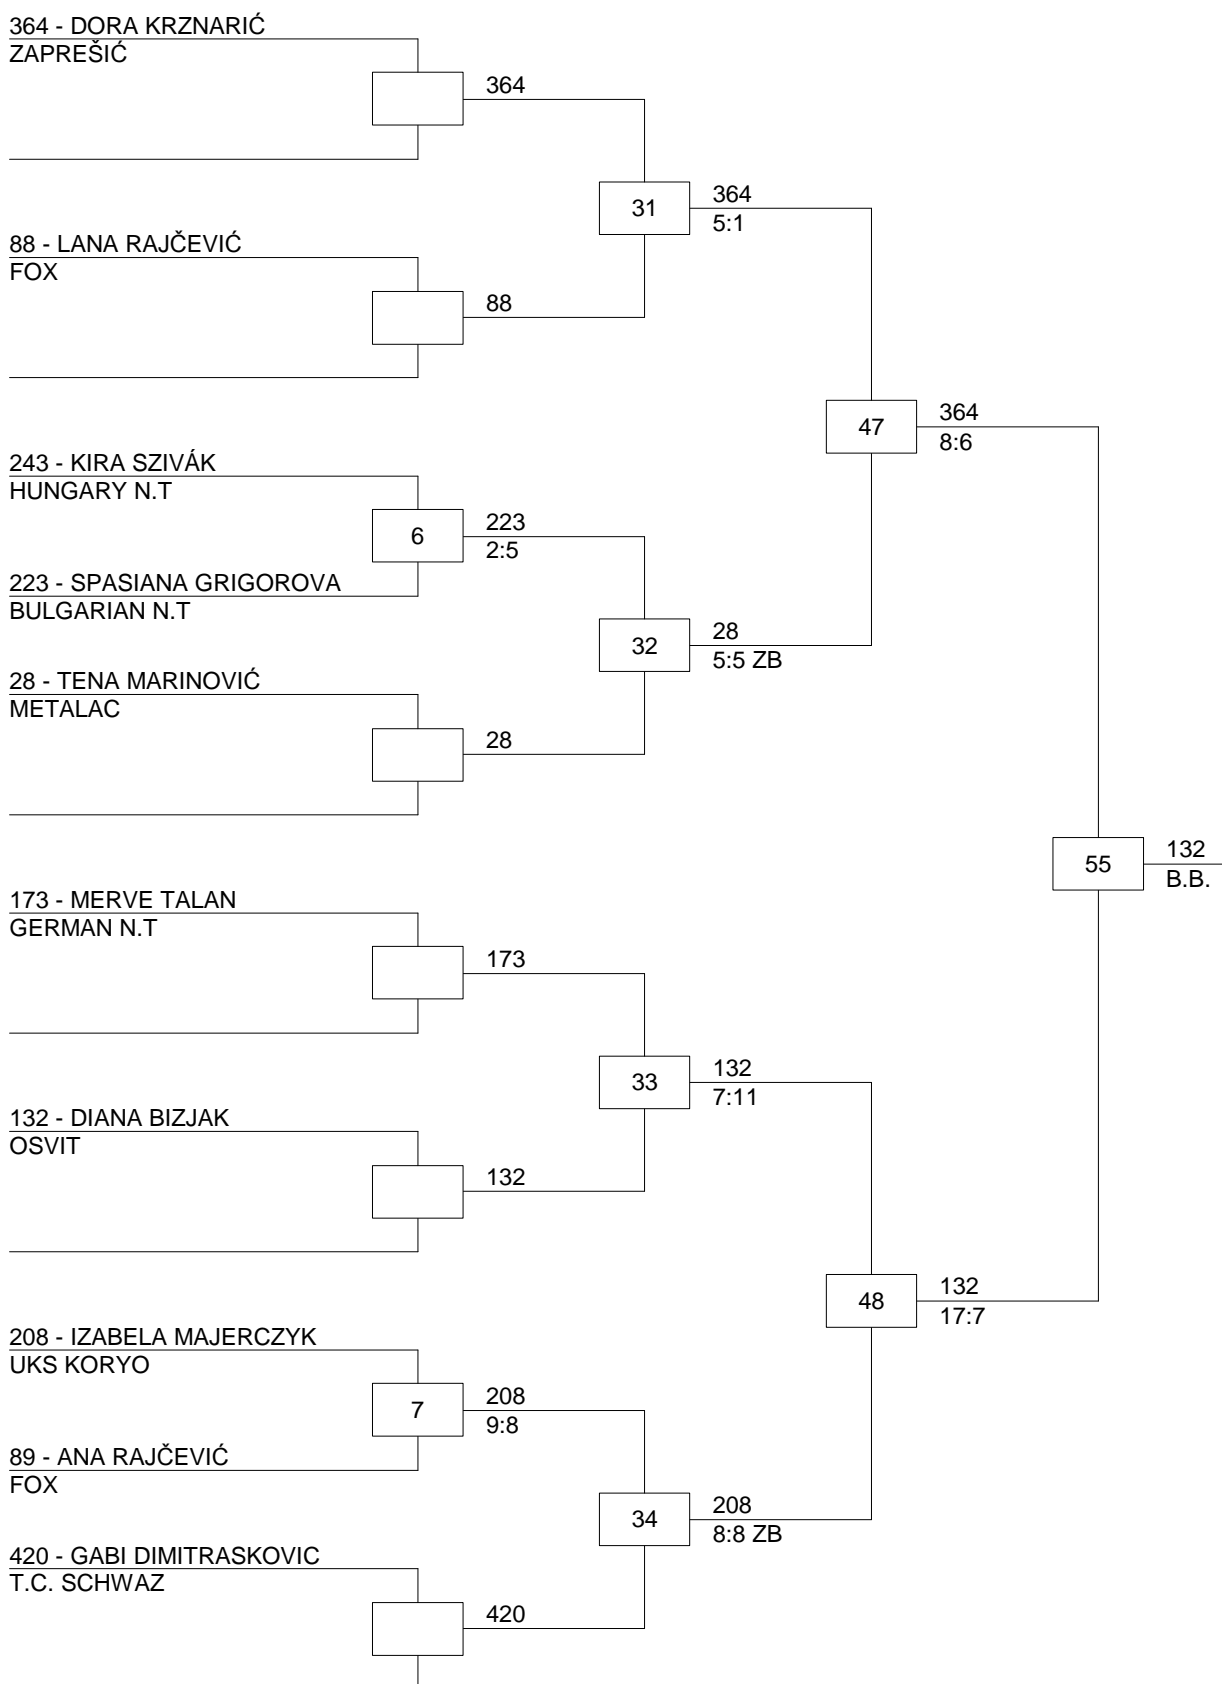 364 - DORA KRZNARIĆ
ZAPREŠIĆ
364
31
364
5:1
88 - LANA RAJČEVIĆ
FOX
88
47
364
8:6
243 - KIRA SZIVÁK
HUNGARY N.T
6
223
2:5
223 - SPASIANA GRIGOROVA
BULGARIAN N.T
32
28
5:5 ZB
28 - TENA MARINOVIĆ
METALAC
28
55
132
B.B.
173 - MERVE TALAN
GERMAN N.T
173
33
132
7:11
132 - DIANA BIZJAK
OSVIT
132
48
132
17:7
208 - IZABELA MAJERCZYK
UKS KORYO
7
208
9:8
89 - ANA RAJČEVIĆ
FOX
34
208
8:8 ZB
420 - GABI DIMITRASKOVIC
T.C. SCHWAZ
420